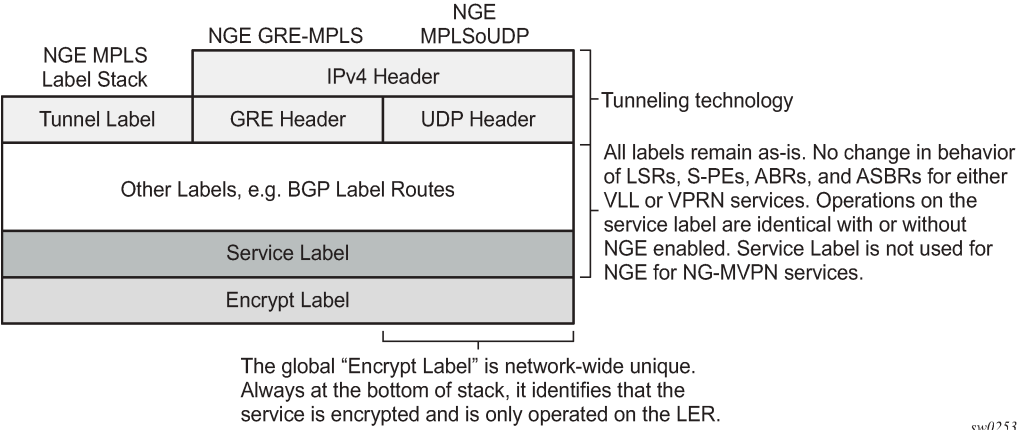 NGE MPLS
Label Stack
NGE GRE-MPLS
NGE
MPLSoUDP
IPv4 Header
Tunnel Label
GRE Header
UDP Header
Tunneling technology
Other Labels, e.g. BGP Label Routes
All labels remain as-is. No change in behavior
of LSRs, S-PEs, ABRs, and ASBRs for either
VLL or VPRN services. Operations on the
service label are identical with or without
NGE enabled. Service Label is not used for
NGE for NG-MVPN services.
Service Label
Encrypt Label
The global “Encrypt Label” is network-wide unique.
Always at the bottom of stack, it identifies that the
service is encrypted and is only operated on the LER.
sw0253